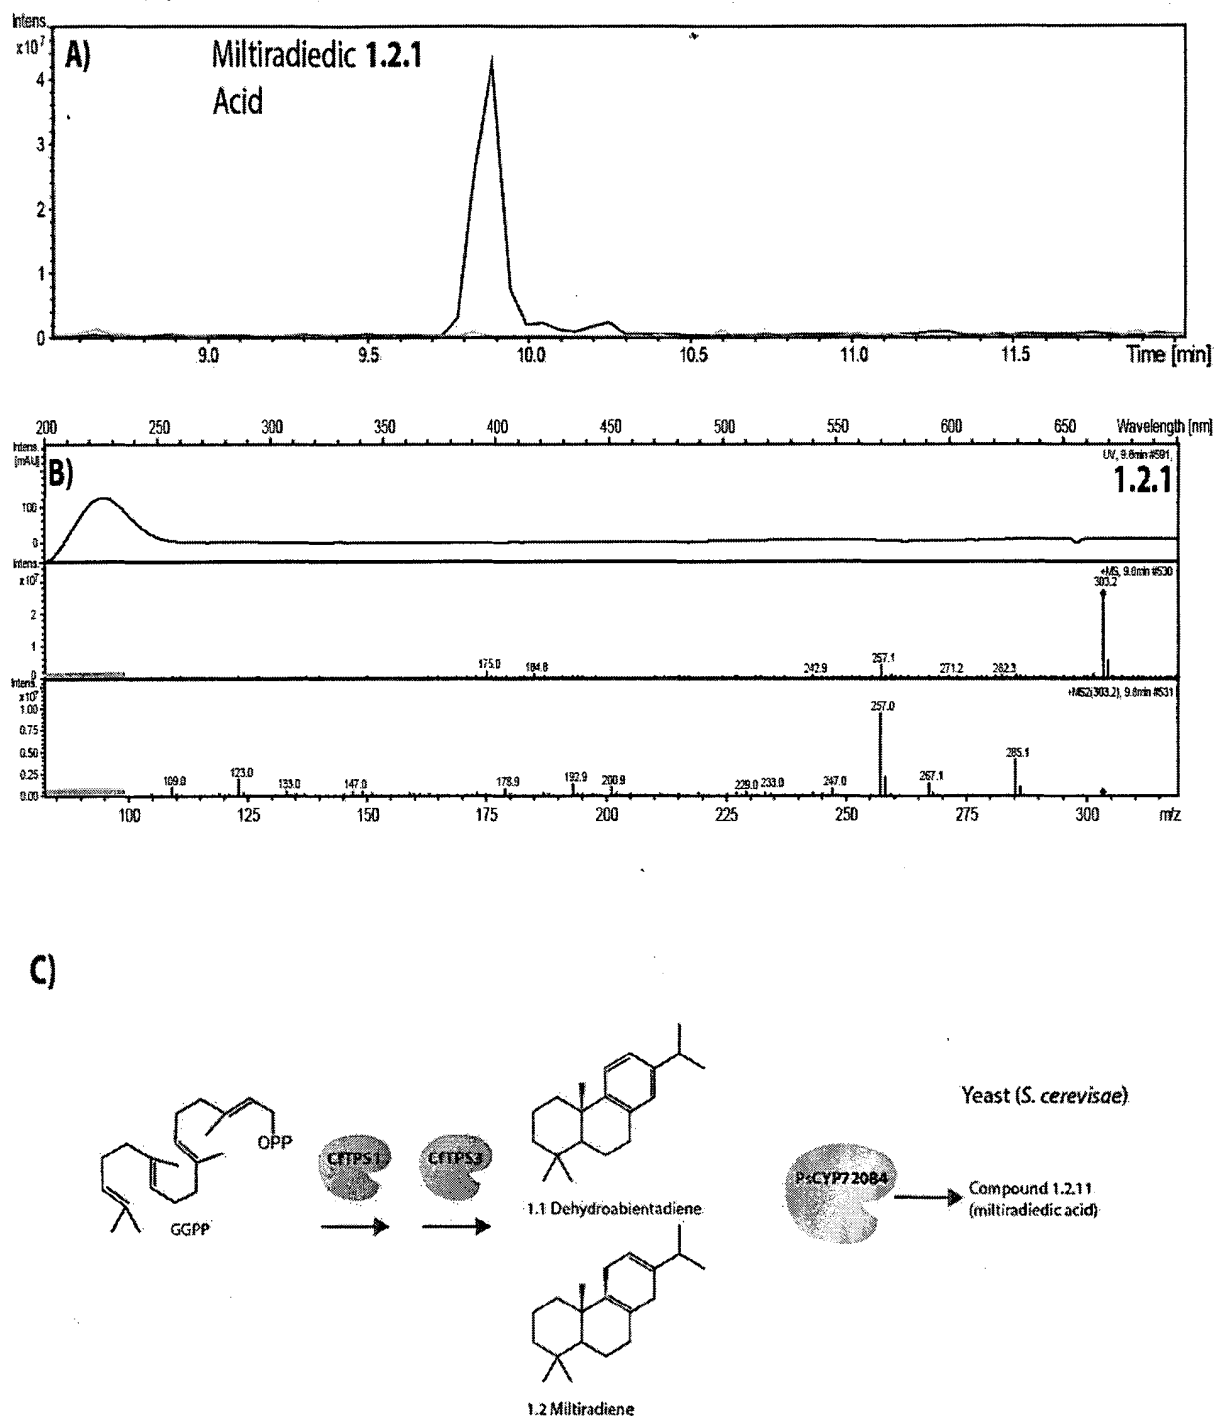 Intens.
x10⁷
A)
Miltiradiedic 1.2.1
Acid
4
3
2
1
0
9.0 9.5 10.0 10.5 11.0 11.5 Time [min]
200 250 300 350 400 450 500 550 600 650 Wavelength [nm]
Intens.
[mAU]
B)
UV, 9.8min #591,
1.2.1
100
0
Intens.
x10⁷
+MS, 9.8min #530
303.2
2
1
0
175.0 184.8 242.9 257.1 271.2 282.3
Intens.
x10⁷
+MS2(303.2), 9.8min #531
1.00
0.75
0.50
0.25
0.00
109.0 123.0 133.0 147.0 178.9 192.9 200.9 229.0 233.0 247.0 257.0 267.1 285.1
100 125 150 175 200 225 250 275 300 m/z
C)
Yeast (S. cerevisae)
OPP
CfTPS1
CfTPS3
PsCYP720B4
GGPP
1.1 Dehydroabientadiene
Compound 1.2.11
(miltiradiedic acid)
1.2 Miltiradiene